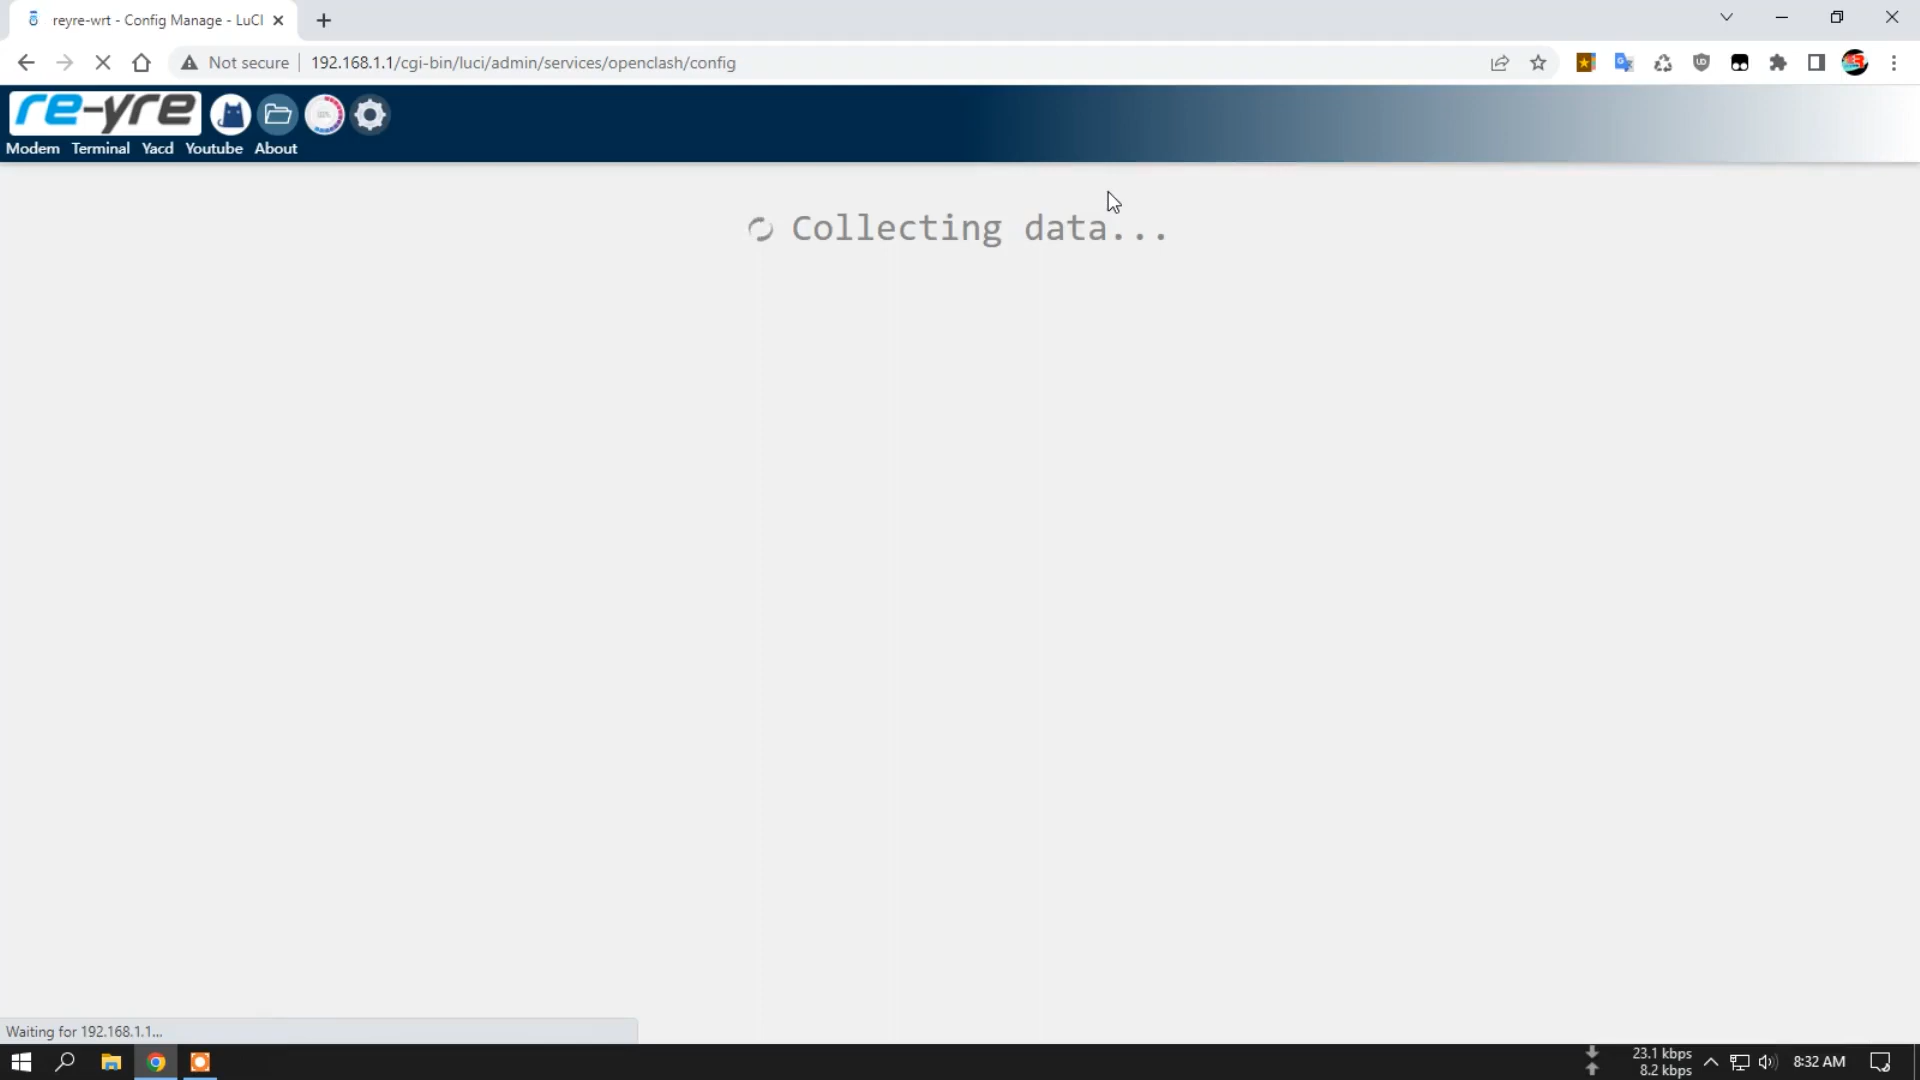 reyre-wrt - Config Manage - LuCI
Not secure
192.168.1.1/cgi-bin/luci/admin/services/openclash/config
re-yre
Modem Terminal Yacd Youtube About
Collecting data...
Waiting for 192.168.1.1...
23.1 kbps
8.2 kbps
8:32 AM